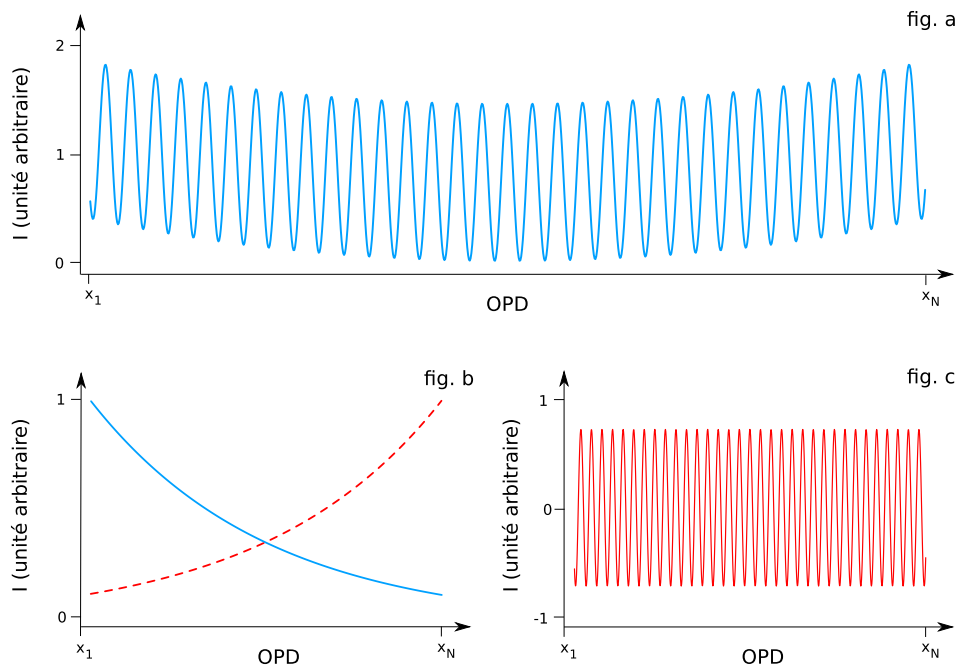 fig. a
I (unité arbitraire)
2
1
0
x1
OPD
xN
fig. b
I (unité arbitraire)
1
0
x1
OPD
xN
fig. c
I (unité arbitraire)
1
0
-1
x1
OPD
xN